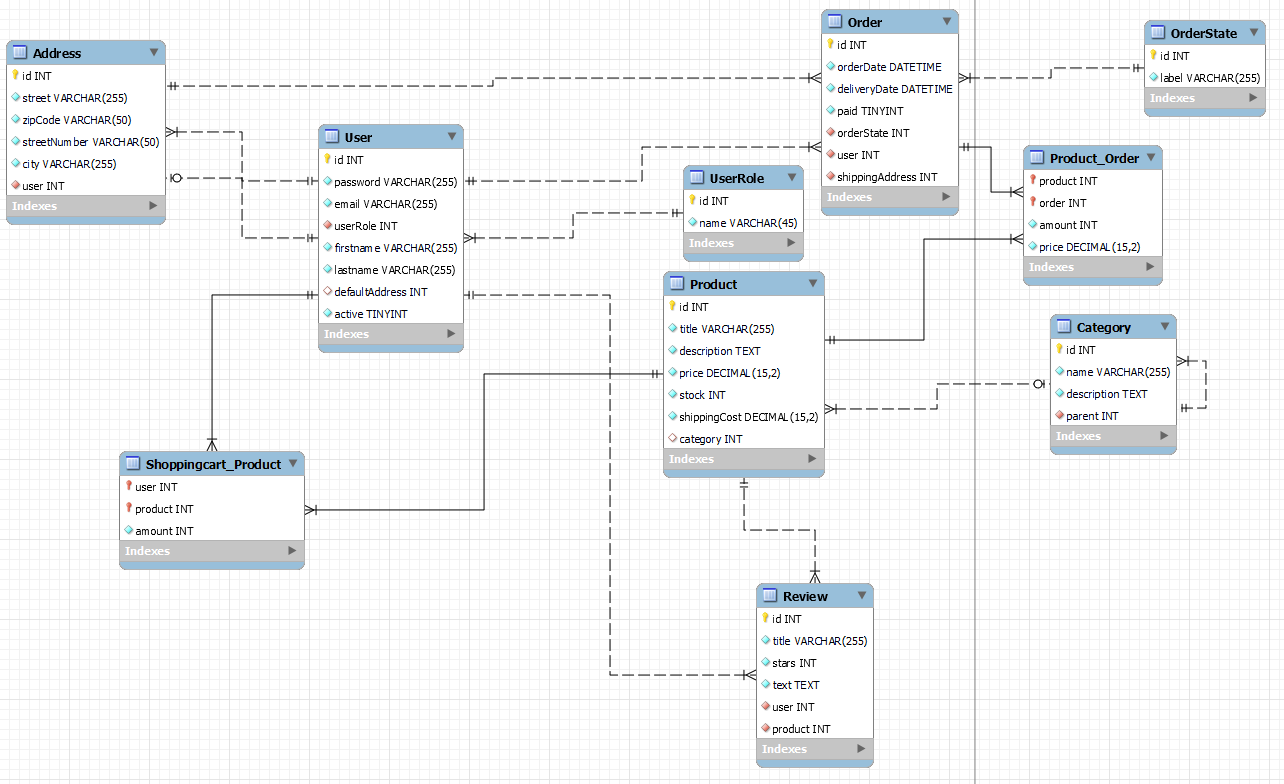 Address
id INT
street VARCHAR(255)
zipCode VARCHAR(50)
streetNumber VARCHAR(50)
city VARCHAR(255)
user INT
Indexes
User
id INT
password VARCHAR(255)
email VARCHAR(255)
userRole INT
firstname VARCHAR(255)
lastname VARCHAR(255)
defaultAddress INT
active TINYINT
Indexes
UserRole
id INT
name VARCHAR(45)
Indexes
Order
id INT
orderDate DATETIME
deliveryDate DATETIME
paid TINYINT
orderState INT
user INT
shippingAddress INT
Indexes
OrderState
id INT
label VARCHAR(255)
Indexes
Product_Order
product INT
order INT
amount INT
price DECIMAL(15,2)
Indexes
Product
id INT
title VARCHAR(255)
description TEXT
price DECIMAL(15,2)
stock INT
shippingCost DECIMAL(15,2)
category INT
Indexes
Category
id INT
name VARCHAR(255)
description TEXT
parent INT
Indexes
Shoppingcart_Product
user INT
product INT
amount INT
Indexes
Review
id INT
title VARCHAR(255)
stars INT
text TEXT
user INT
product INT
Indexes